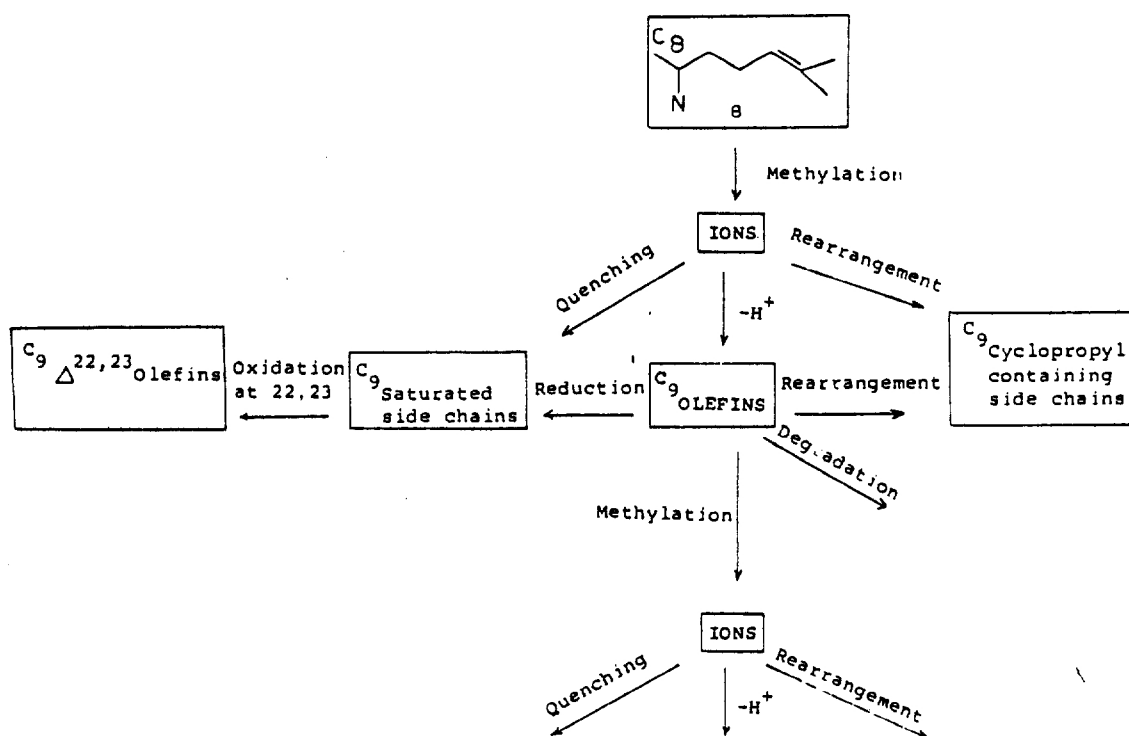 C8
N
8
Methylation
IONS
Quenching
Rearrangement
-H+
C9 Δ22,23 Olefins
Oxidation
at 22,23
C9 Saturated
side chains
Reduction
C9 OLEFINS
Rearrangement
C9 Cyclopropyl
containing
side chains
Degradation
Methylation
IONS
Quenching
Rearrangement
-H+